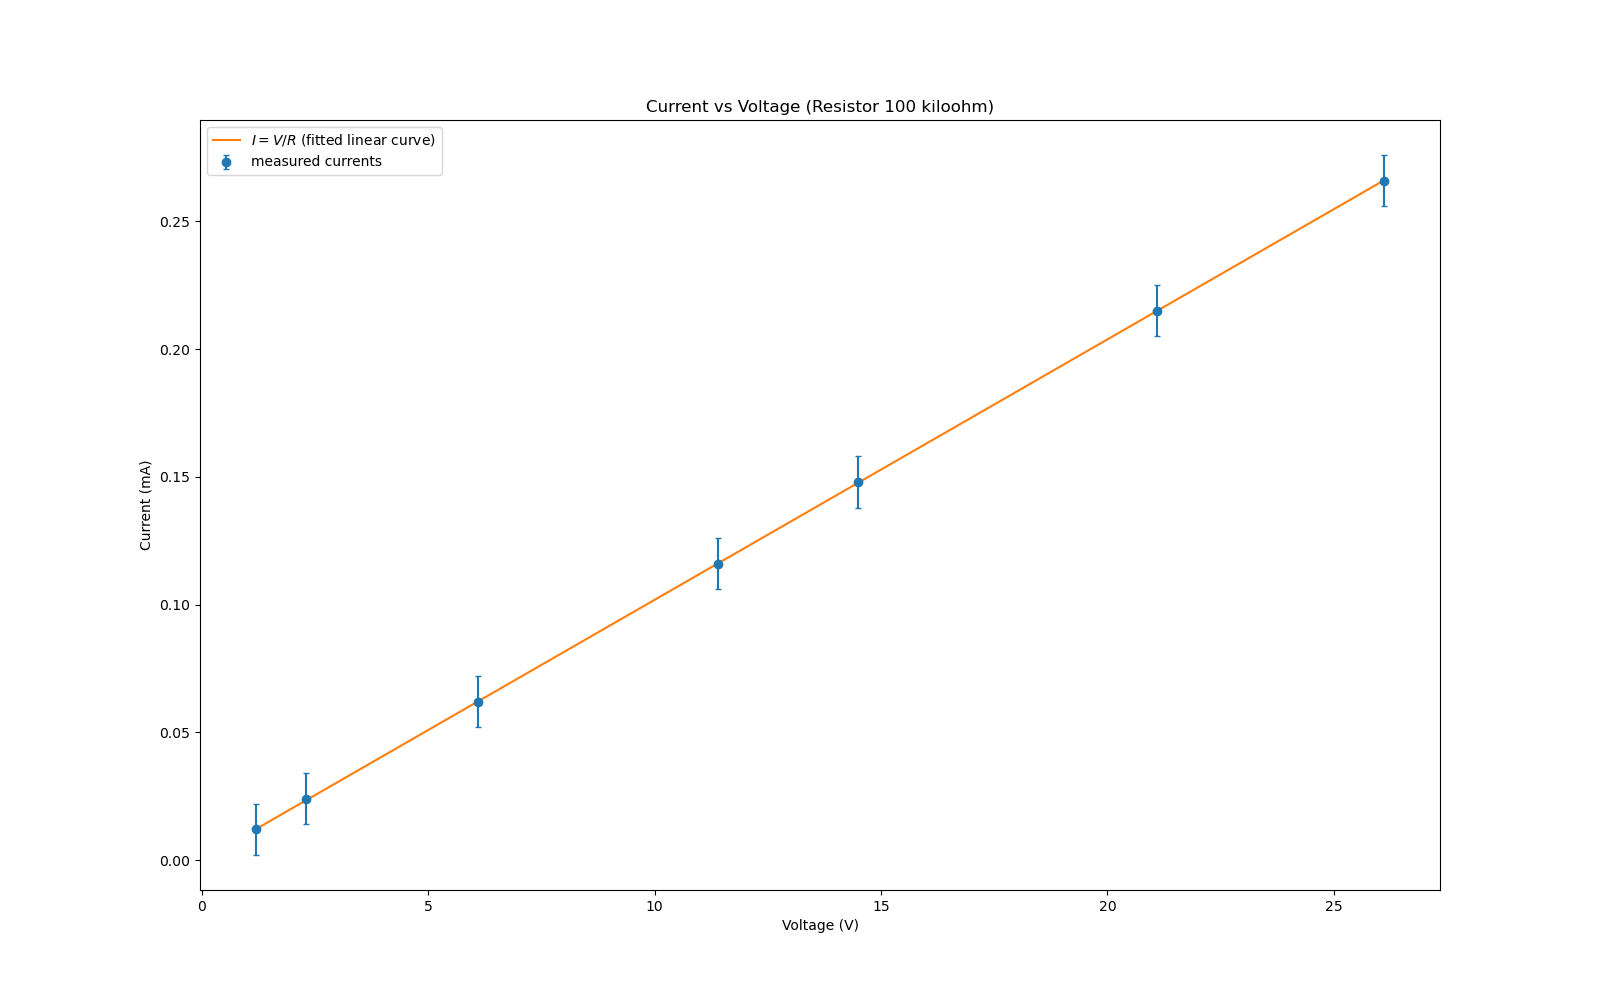 Current vs Voltage (Resistor 100 kiloohm)
I = V/R (fitted linear curve)
measured currents
0.25
0.20
0.15
0.10
0.05
0.00
Current (mA)
0 5 10 15 20 25
Voltage (V)